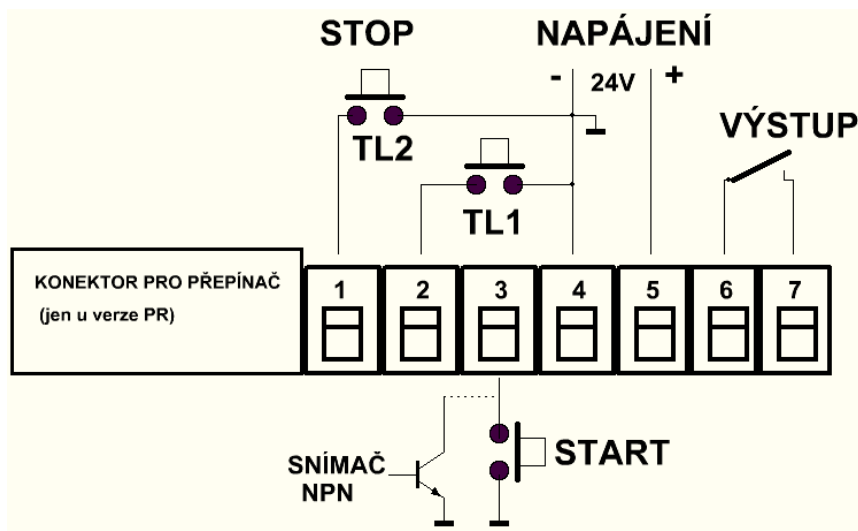 STOP
NAPÁJENÍ
- 24V +
TL2
VÝSTUP
TL1
KONEKTOR PRO PŘEPÍNAČ
(jen u verze PR)
1 2 3 4 5 6 7
START
SNÍMAČ
NPN